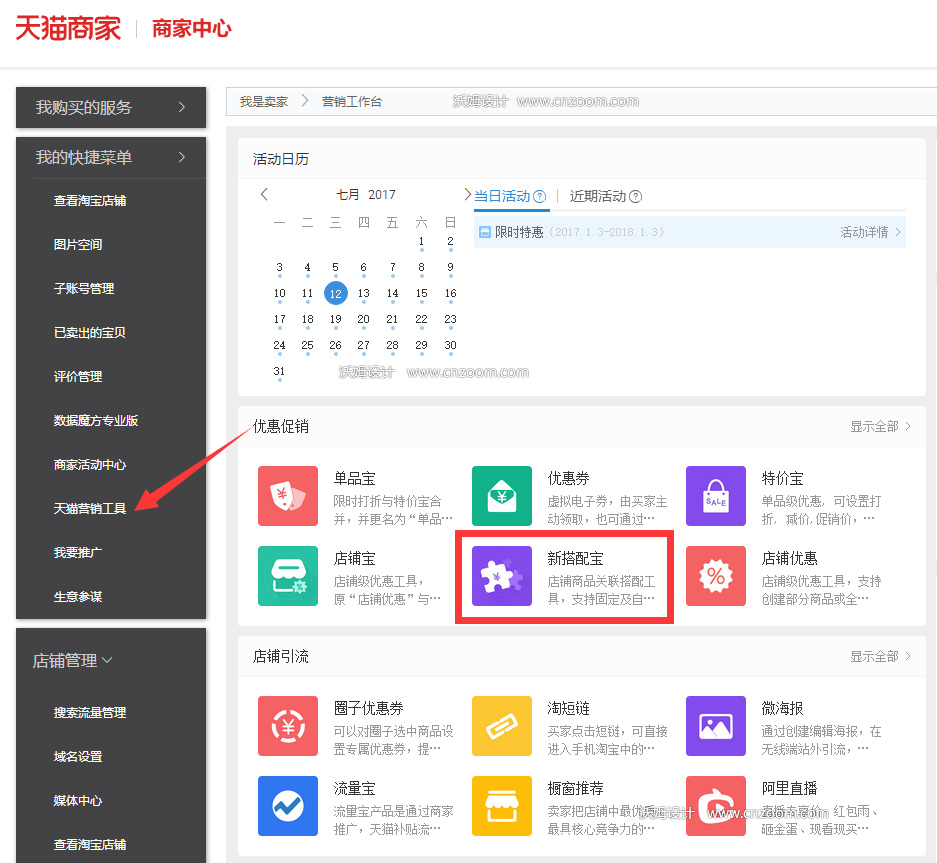 天猫商家 商家中心
我购买的服务
我的快捷菜单
查看淘宝店铺
图片空间
子账号管理
已卖出的宝贝
评价管理
数据魔方专业版
商家活动中心
天猫营销工具
我要推广
生意参谋
店铺管理
搜索流量管理
域名设置
媒体中心
查看淘宝店铺
我是卖家 营销工作台
沃姆设计 www.cnzoom.com
活动日历
七月 2017
一 二 三 四 五 六 日
1 2
3 4 5 6 7 8 9
10 11 12 13 14 15 16
17 18 19 20 21 22 23
24 25 26 27 28 29 30
31
沃姆设计 www.cnzoom.com
当日活动? 近期活动?
限时特惠 (2017.1.3-2018.1.3) 活动详情
优惠促销 显示全部
单品宝
限时打折与特价宝合
并，并更名为“单品…
优惠券
虚拟电子券，由买家主
动领取，也可通过…
SALE
特价宝
单品级优惠，可设置打
折，减价,促销价，…
店铺宝
店铺级优惠工具，
原“店铺优惠”与…
新搭配宝
店铺商品关联搭配工
具，支持固定及自…
%
店铺优惠
店铺级优惠工具，支持
创建部分商品或全…
店铺引流 显示全部
圈子优惠券
可以对圈子选中商品设
置专属优惠券，提…
淘短链
买家点击短链，可直接
进入手机淘宝中的…
微海报
通过创建编辑海报，在
无线端站外引流，…
流量宝
流量宝产品是通过商家
推广，天猫补贴流…
橱窗推荐
卖家把店铺中最优
最具核心竞争力的…
阿里直播
直播专享价、红包雨、
砸金蛋、现看现买…
沃姆设计 www.cnzoom.com